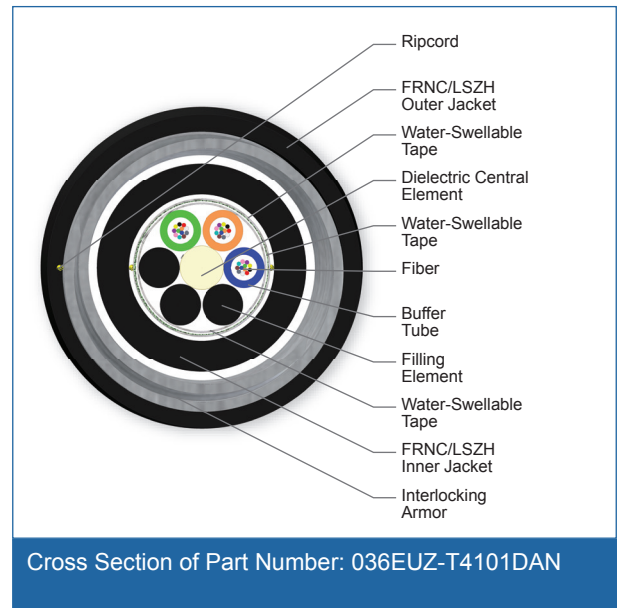 Ripcord
FRNC/LSZH
Outer Jacket
Water-Swellable
Tape
Dielectric Central
Element
Water-Swellable
Tape
Fiber
Buffer
Tube
Filling
Element
Water-Swellable
Tape
FRNC/LSZH
Inner Jacket
Interlocking
Armor
Cross Section of Part Number: 036EUZ-T4101DAN